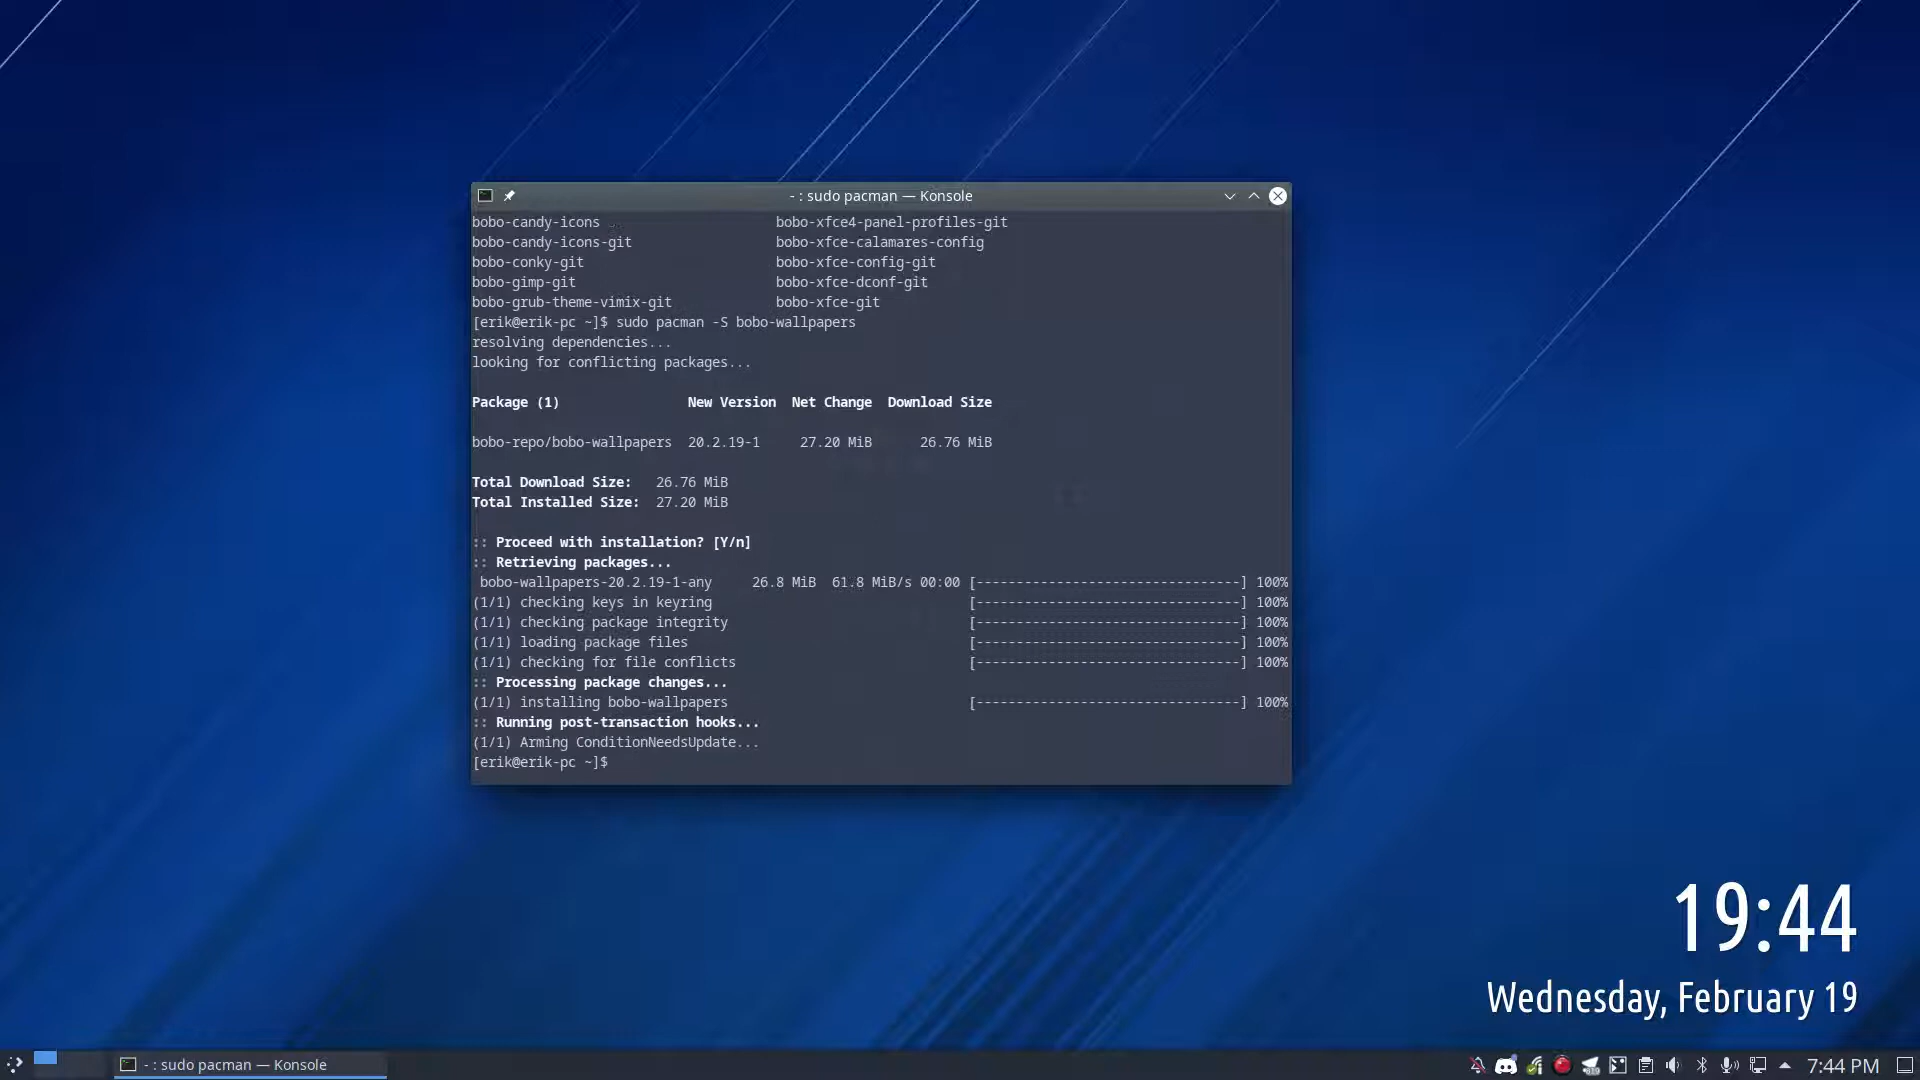 - : sudo pacman — Konsole
bobo-candy-icons bobo-xfce4-panel-profiles-git
bobo-candy-icons-git bobo-xfce-calamares-config
bobo-conky-git bobo-xfce-config-git
bobo-gimp-git bobo-xfce-dconf-git
bobo-grub-theme-vimix-git bobo-xfce-git
[erik@erik-pc ~]$ sudo pacman -S bobo-wallpapers
resolving dependencies...
looking for conflicting packages...
Package (1) New Version Net Change Download Size
bobo-repo/bobo-wallpapers 20.2.19-1 27.20 MiB 26.76 MiB
Total Download Size: 26.76 MiB
Total Installed Size: 27.20 MiB
:: Proceed with installation? [Y/n]
:: Retrieving packages...
bobo-wallpapers-20.2.19-1-any 26.8 MiB 61.8 MiB/s 00:00 [---------------------------------] 100%
(1/1) checking keys in keyring [---------------------------------] 100%
(1/1) checking package integrity [---------------------------------] 100%
(1/1) loading package files [---------------------------------] 100%
(1/1) checking for file conflicts [---------------------------------] 100%
:: Processing package changes...
(1/1) installing bobo-wallpapers [---------------------------------] 100%
:: Running post-transaction hooks...
(1/1) Arming ConditionNeedsUpdate...
[erik@erik-pc ~]$
19:44
Wednesday, February 19
- : sudo pacman — Konsole
7:44 PM